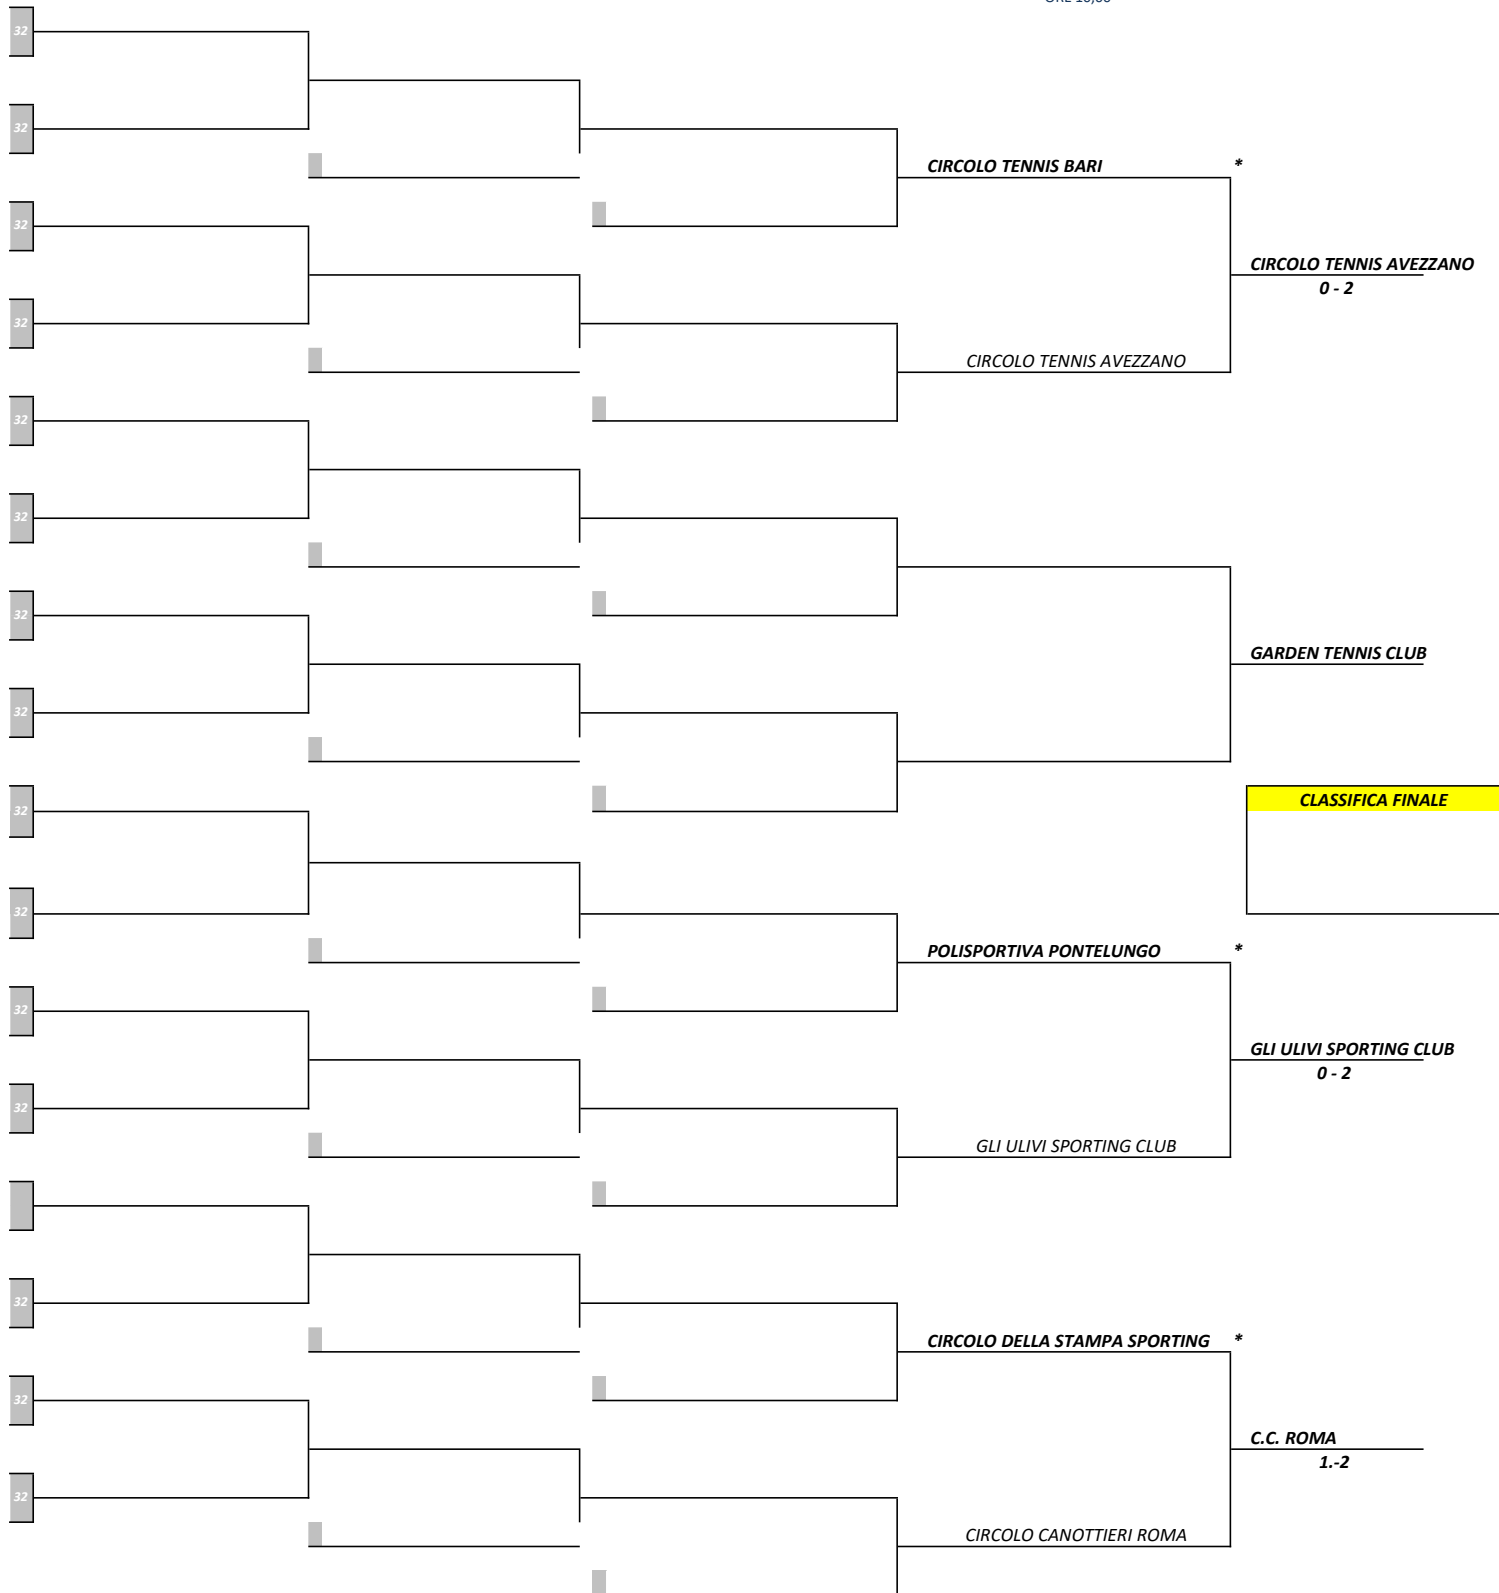 32
32
CIRCOLO TENNIS BARI *
32
CIRCOLO TENNIS AVEZZANO
0 - 2
32
CIRCOLO TENNIS AVEZZANO
32
32
32
GARDEN TENNIS CLUB
32
32
CLASSIFICA FINALE
32
POLISPORTIVA PONTELUNGO *
32
GLI ULIVI SPORTING CLUB
0 - 2
32
GLI ULIVI SPORTING CLUB
32
CIRCOLO DELLA STAMPA SPORTING *
32
C.C. ROMA
1.-2
32
CIRCOLO CANOTTIERI ROMA